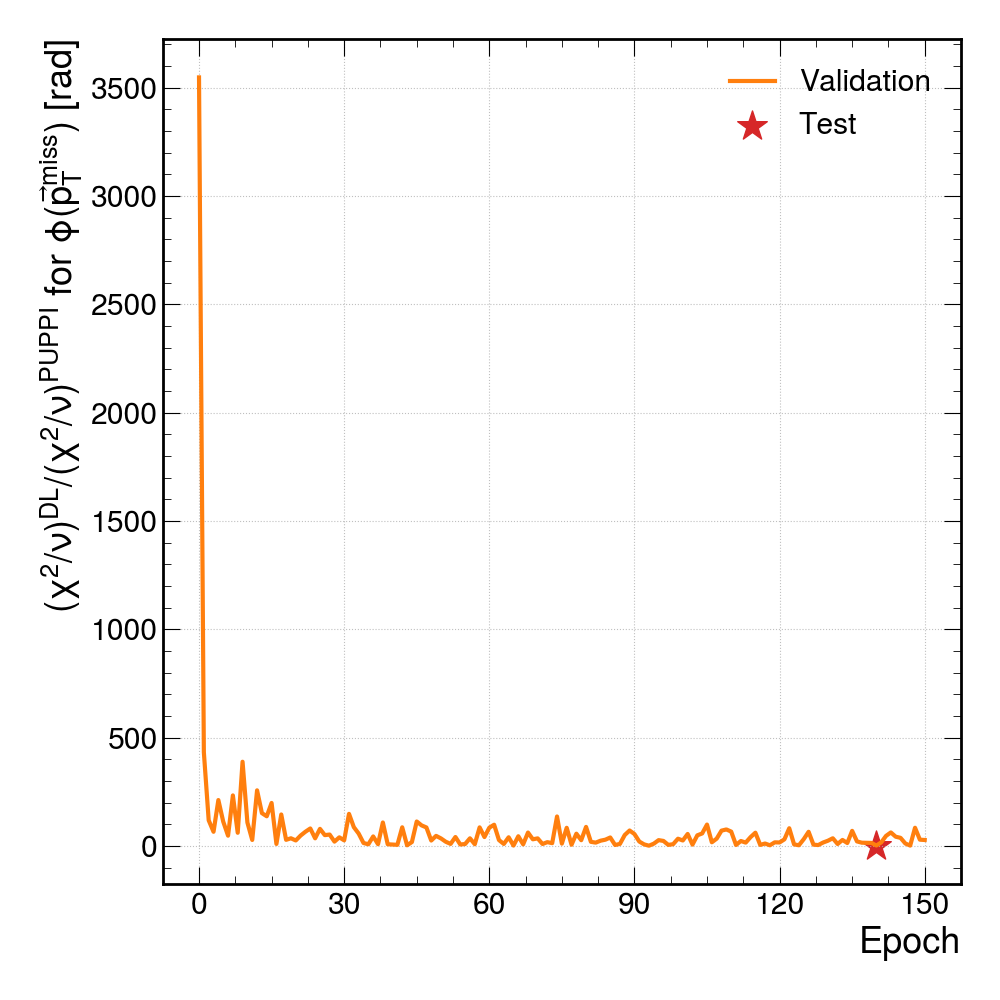 (χ²/ν)ᴰᴸ/(χ²/ν)ᴾᵁᴾᴾᴵ for ϕ(p⃗_T^miss) [rad]
Validation
Test
3500
3000
2500
2000
1500
1000
500
0
0 30 60 90 120 150
Epoch